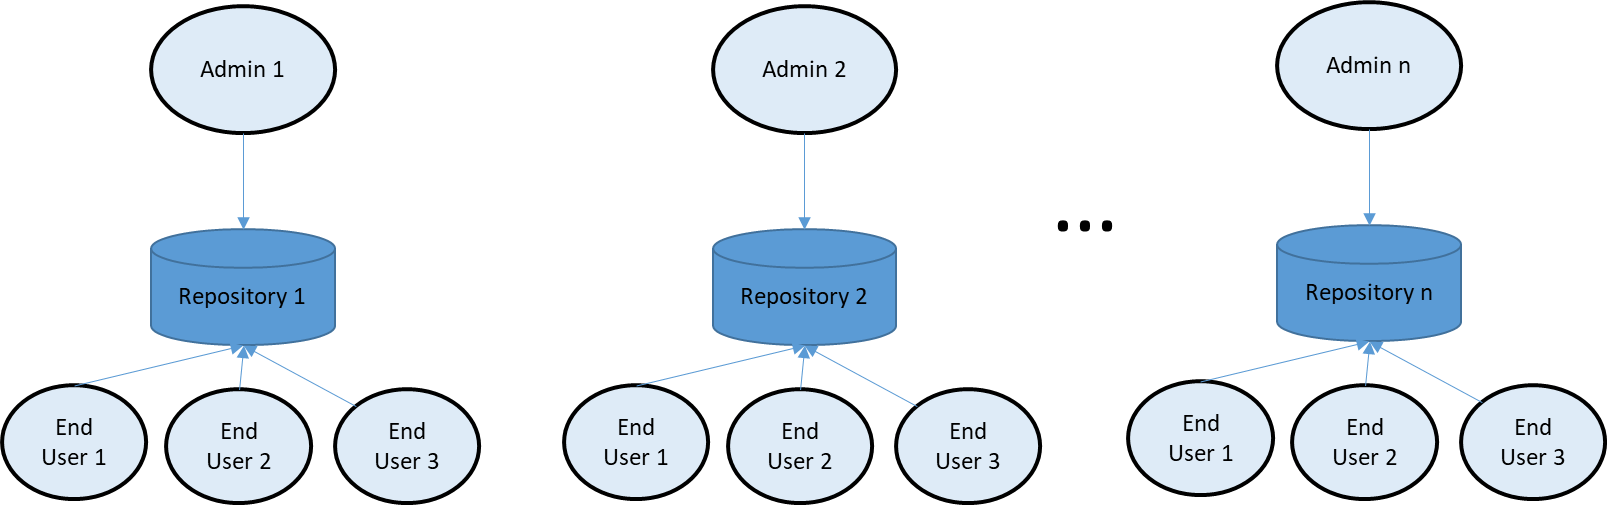 Admin 1
Admin 2
Admin n
...
Repository 1
Repository 2
Repository n
End
User 1
End
User 2
End
User 3
End
User 1
End
User 2
End
User 3
End
User 1
End
User 2
End
User 3